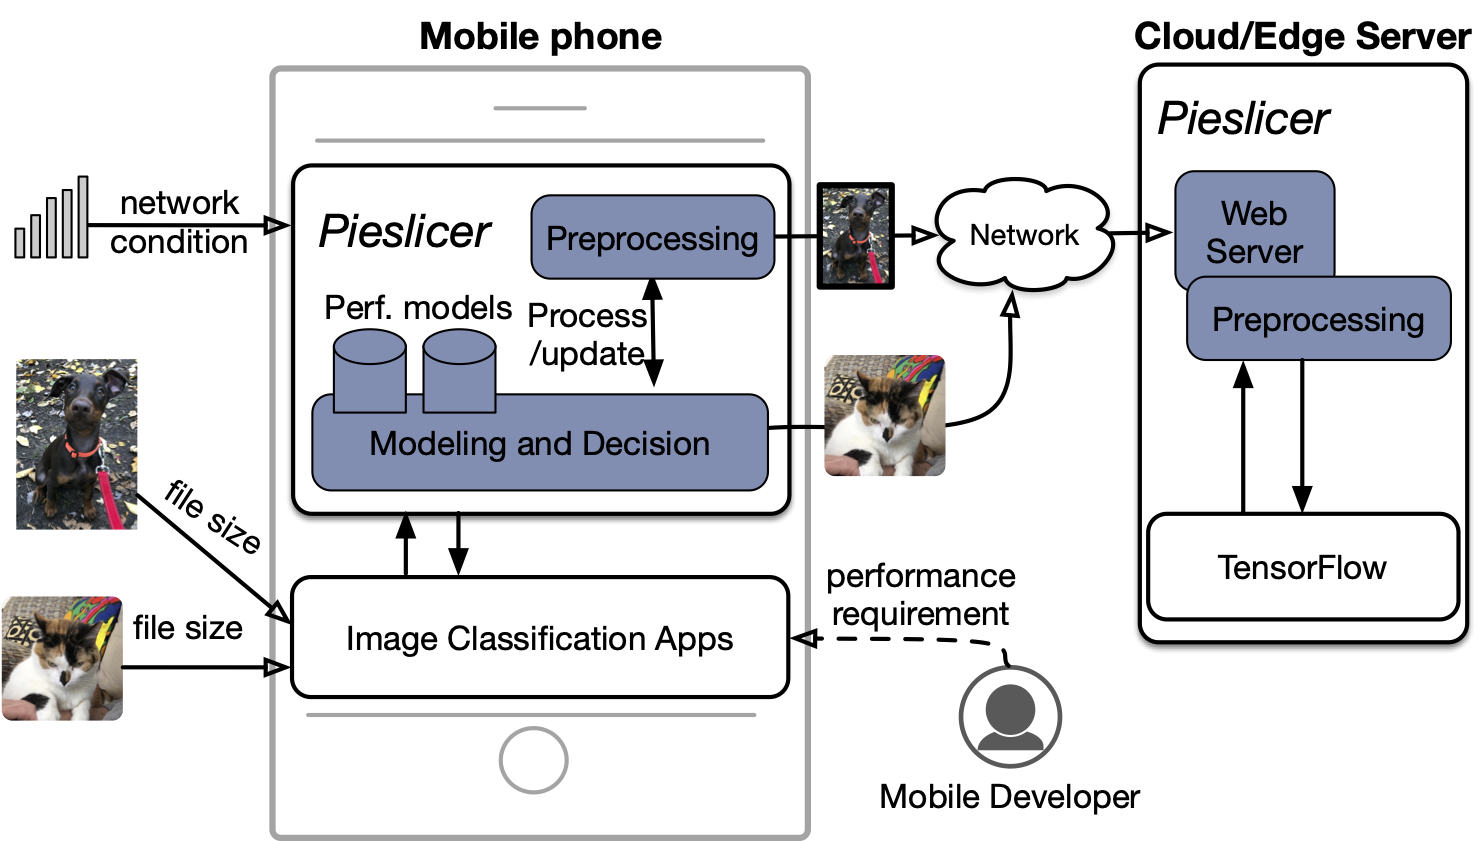 Mobile phone
Cloud/Edge Server
network
condition
Pieslicer
Preprocessing
Perf. models
Process
/update
Modeling and Decision
Network
Pieslicer
Web
Server
Preprocessing
TensorFlow
file size
file size
Image Classification Apps
performance
requirement
Mobile Developer